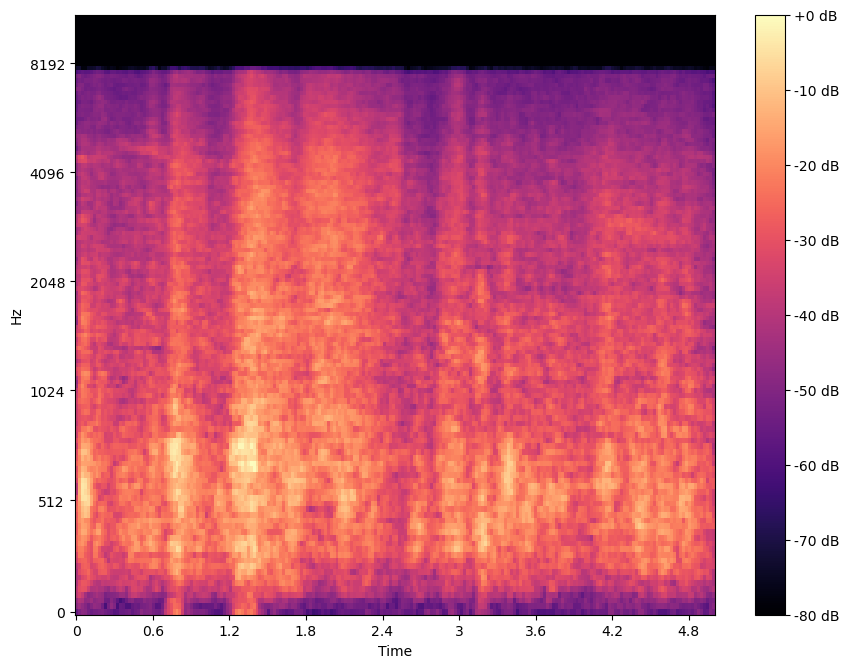 +0 dB
8192
-10 dB
4096
-20 dB
-30 dB
2048
Hz
-40 dB
1024
-50 dB
512
-60 dB
-70 dB
0
-80 dB
0 0.6 1.2 1.8 2.4 3 3.6 4.2 4.8
Time